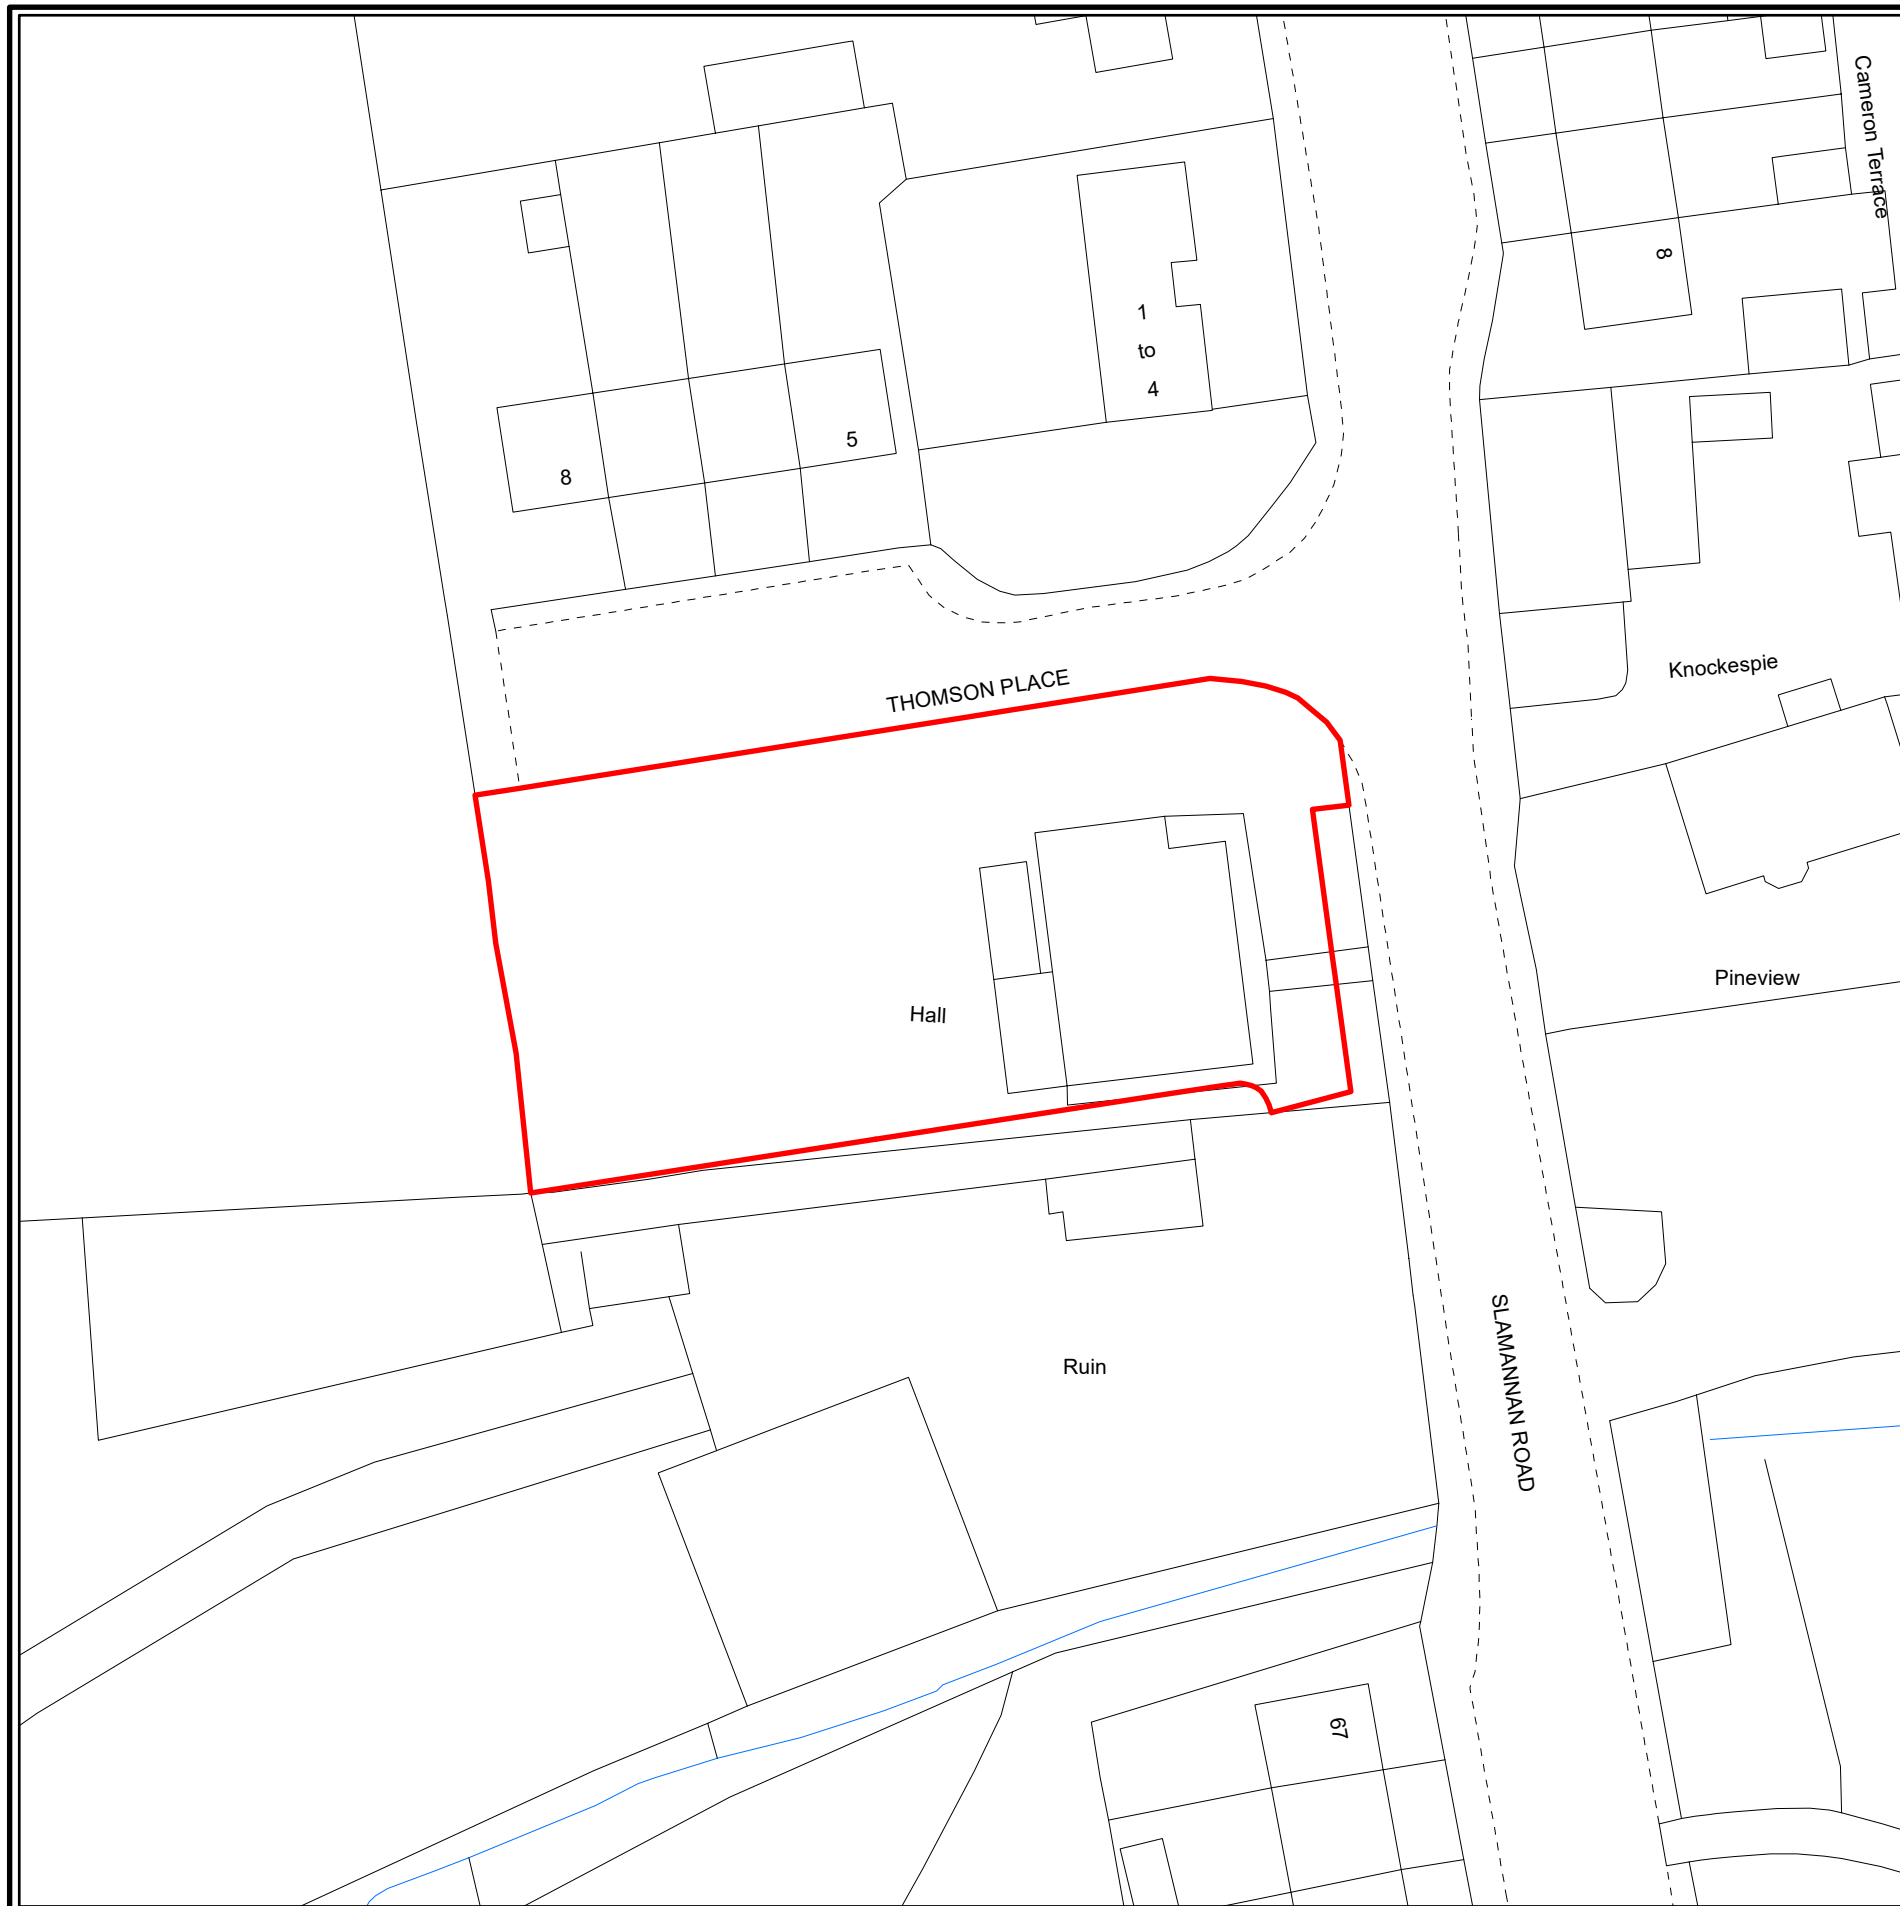 Cameron Terrace
8
1
to
4
5
8
Knockespie
THOMSON PLACE
Pineview
Hall
SLAMANNAN ROAD
Ruin
67